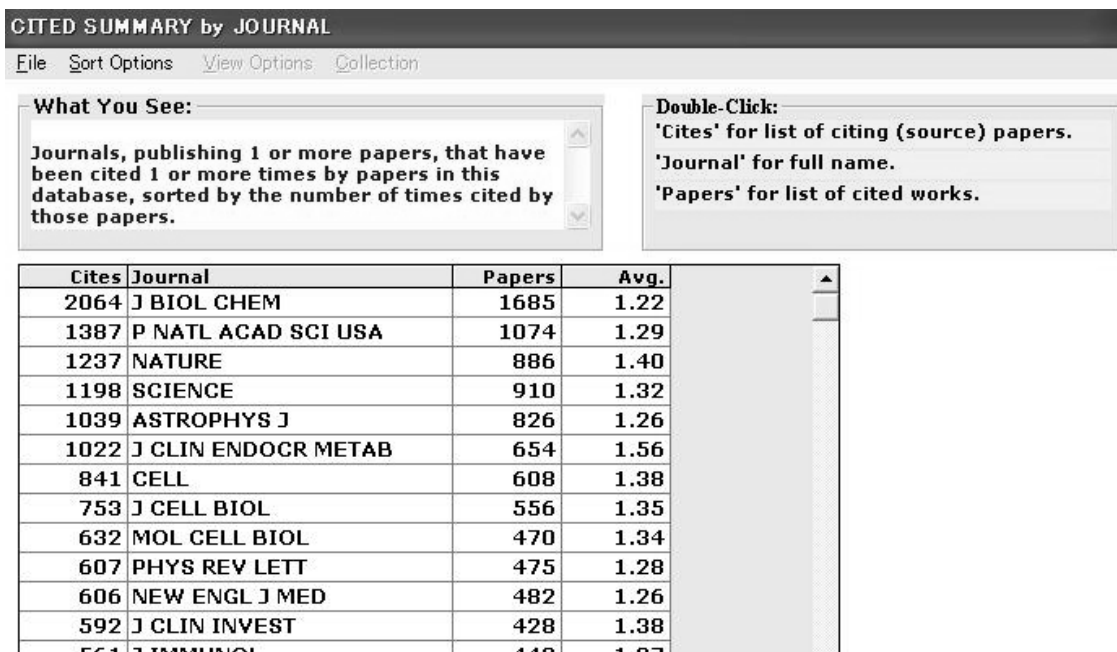 CITED SUMMARY by JOURNAL
File Sort Options View Options Collection
What You See:
Journals, publishing 1 or more papers, that have
been cited 1 or more times by papers in this
database, sorted by the number of times cited by
those papers.
Double-Click:
'Cites' for list of citing (source) papers.
'Journal' for full name.
'Papers' for list of cited works.
Cites Journal Papers Avg.
2064 J BIOL CHEM 1685 1.22
1387 P NATL ACAD SCI USA 1074 1.29
1237 NATURE 886 1.40
1198 SCIENCE 910 1.32
1039 ASTROPHYS J 826 1.26
1022 J CLIN ENDOCR METAB 654 1.56
841 CELL 608 1.38
753 J CELL BIOL 556 1.35
632 MOL CELL BIOL 470 1.34
607 PHYS REV LETT 475 1.28
606 NEW ENGL J MED 482 1.26
592 J CLIN INVEST 428 1.38
J IMMUNOL